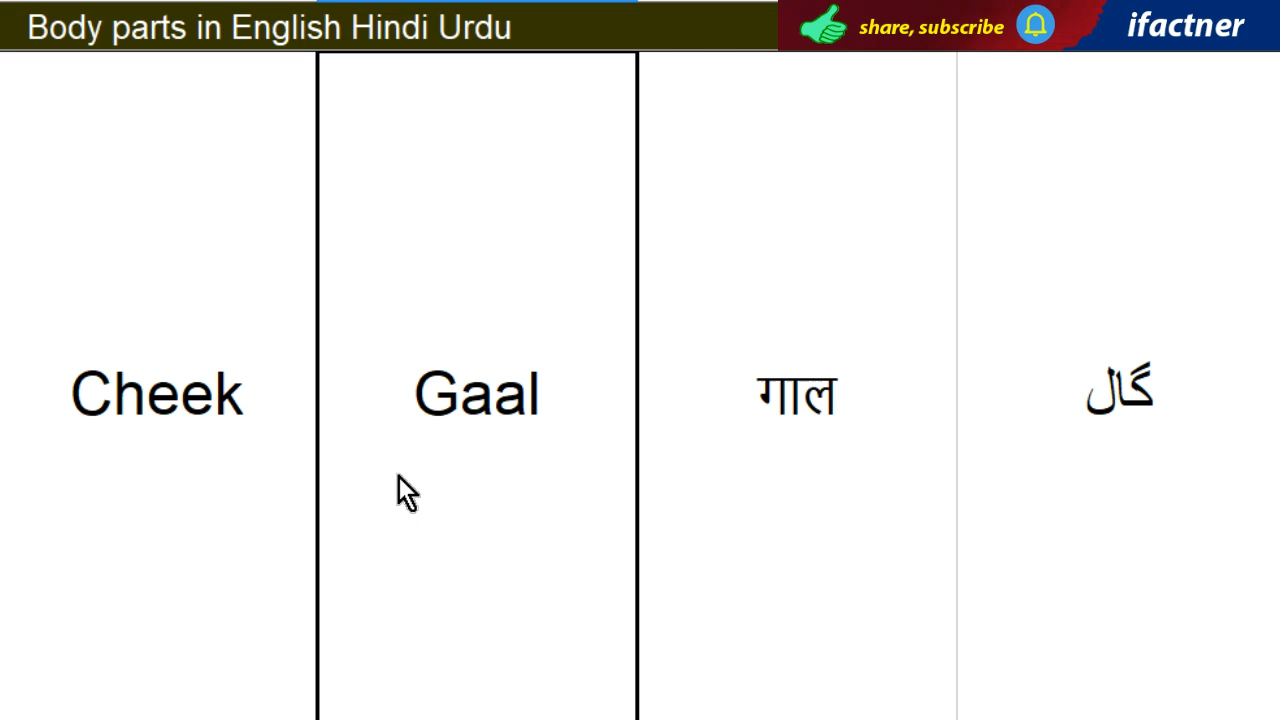 Body parts in English Hindi Urdu
share, subscribe
ifactner
Cheek
Gaal
गाल
گال